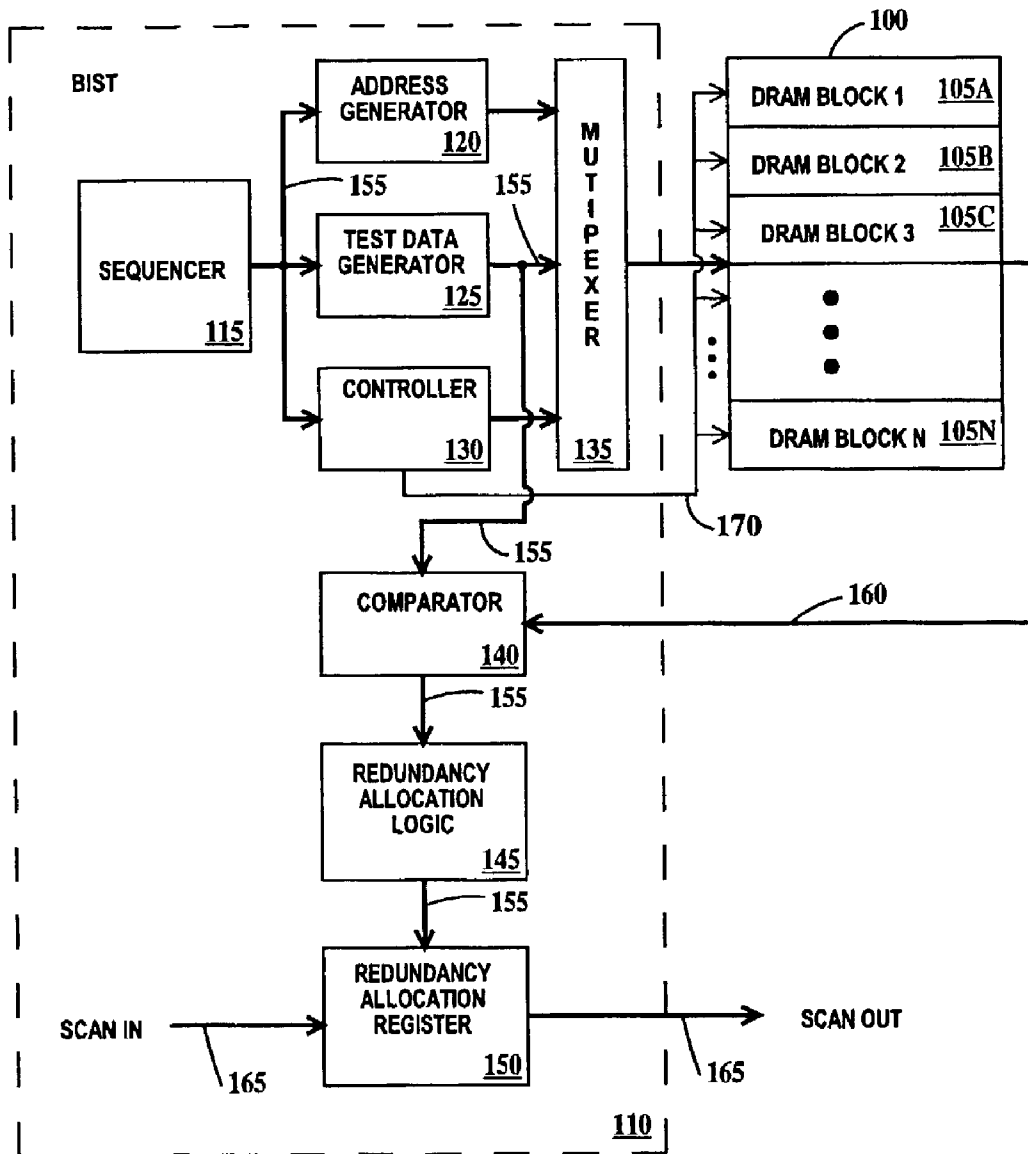 100
BIST
ADDRESS
GENERATOR
120
DRAM BLOCK 1 105A
DRAM BLOCK 2 105B
DRAM BLOCK 3 105C
DRAM BLOCK N 105N
155
155
SEQUENCER
115
TEST DATA
GENERATOR
125
MUTIPEXER
135
CONTROLLER
130
170
155
COMPARATOR
140
160
155
REDUNDANCY
ALLOCATION
LOGIC
145
155
REDUNDANCY
ALLOCATION
REGISTER
150
SCAN IN
165
SCAN OUT
165
110